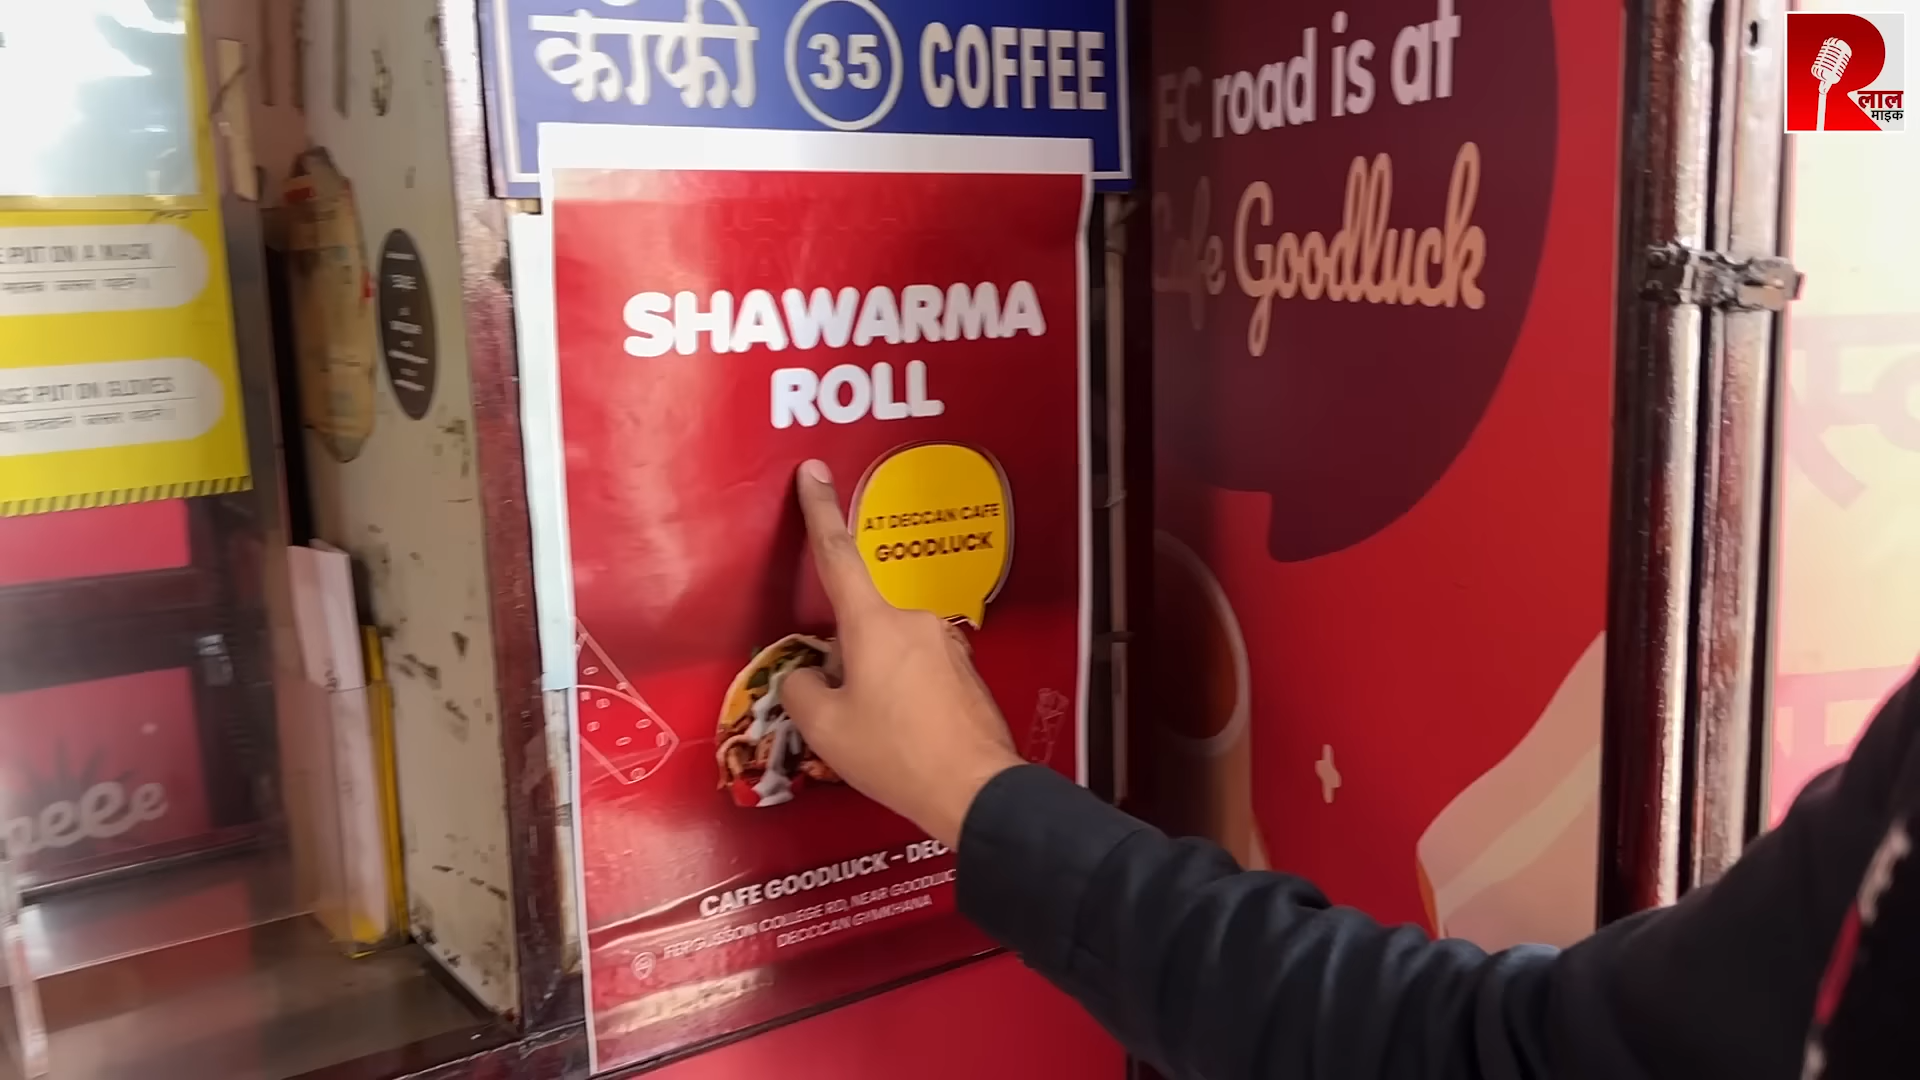 कॉफी 35 COFFEE
FC road is at
Cafe Goodluck
लाल
माइक
PUT ON A MASK
PUT ON GLOVES
SHAWARMA
ROLL
AT DECCAN CAFE
GOODLUCK
CAFE GOODLUCK - DEC
FERGUSSON COLLEGE RD, NEAR GOODLUC
DECCCAN GYMKHANA